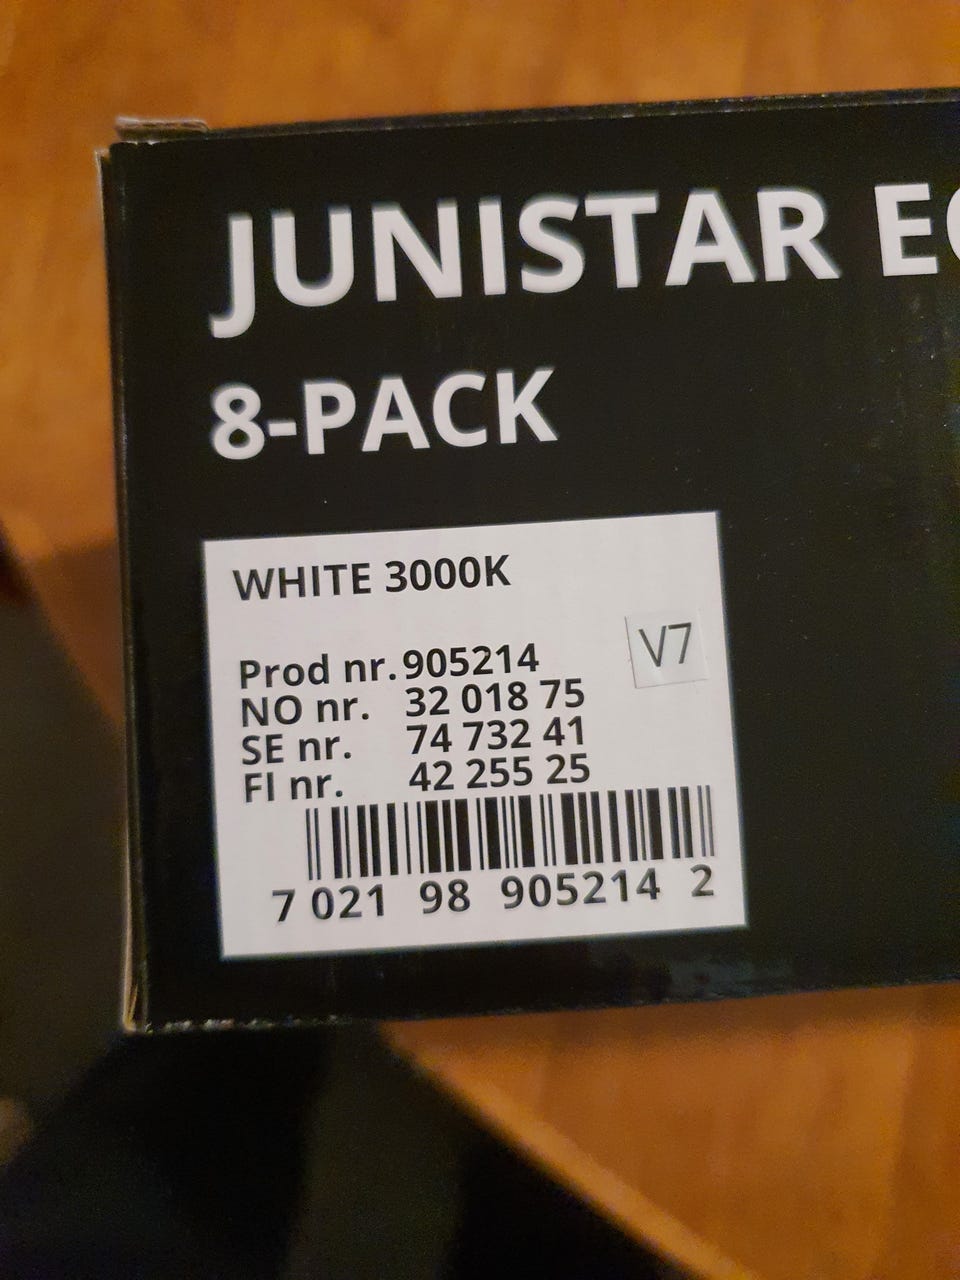 JUNISTAR
8-PACK
WHITE 3000K
V7
Prod nr. 905214
NO nr. 32 018 75
SE nr. 74 732 41
FI nr. 42 255 25
7 021 98 905214 2